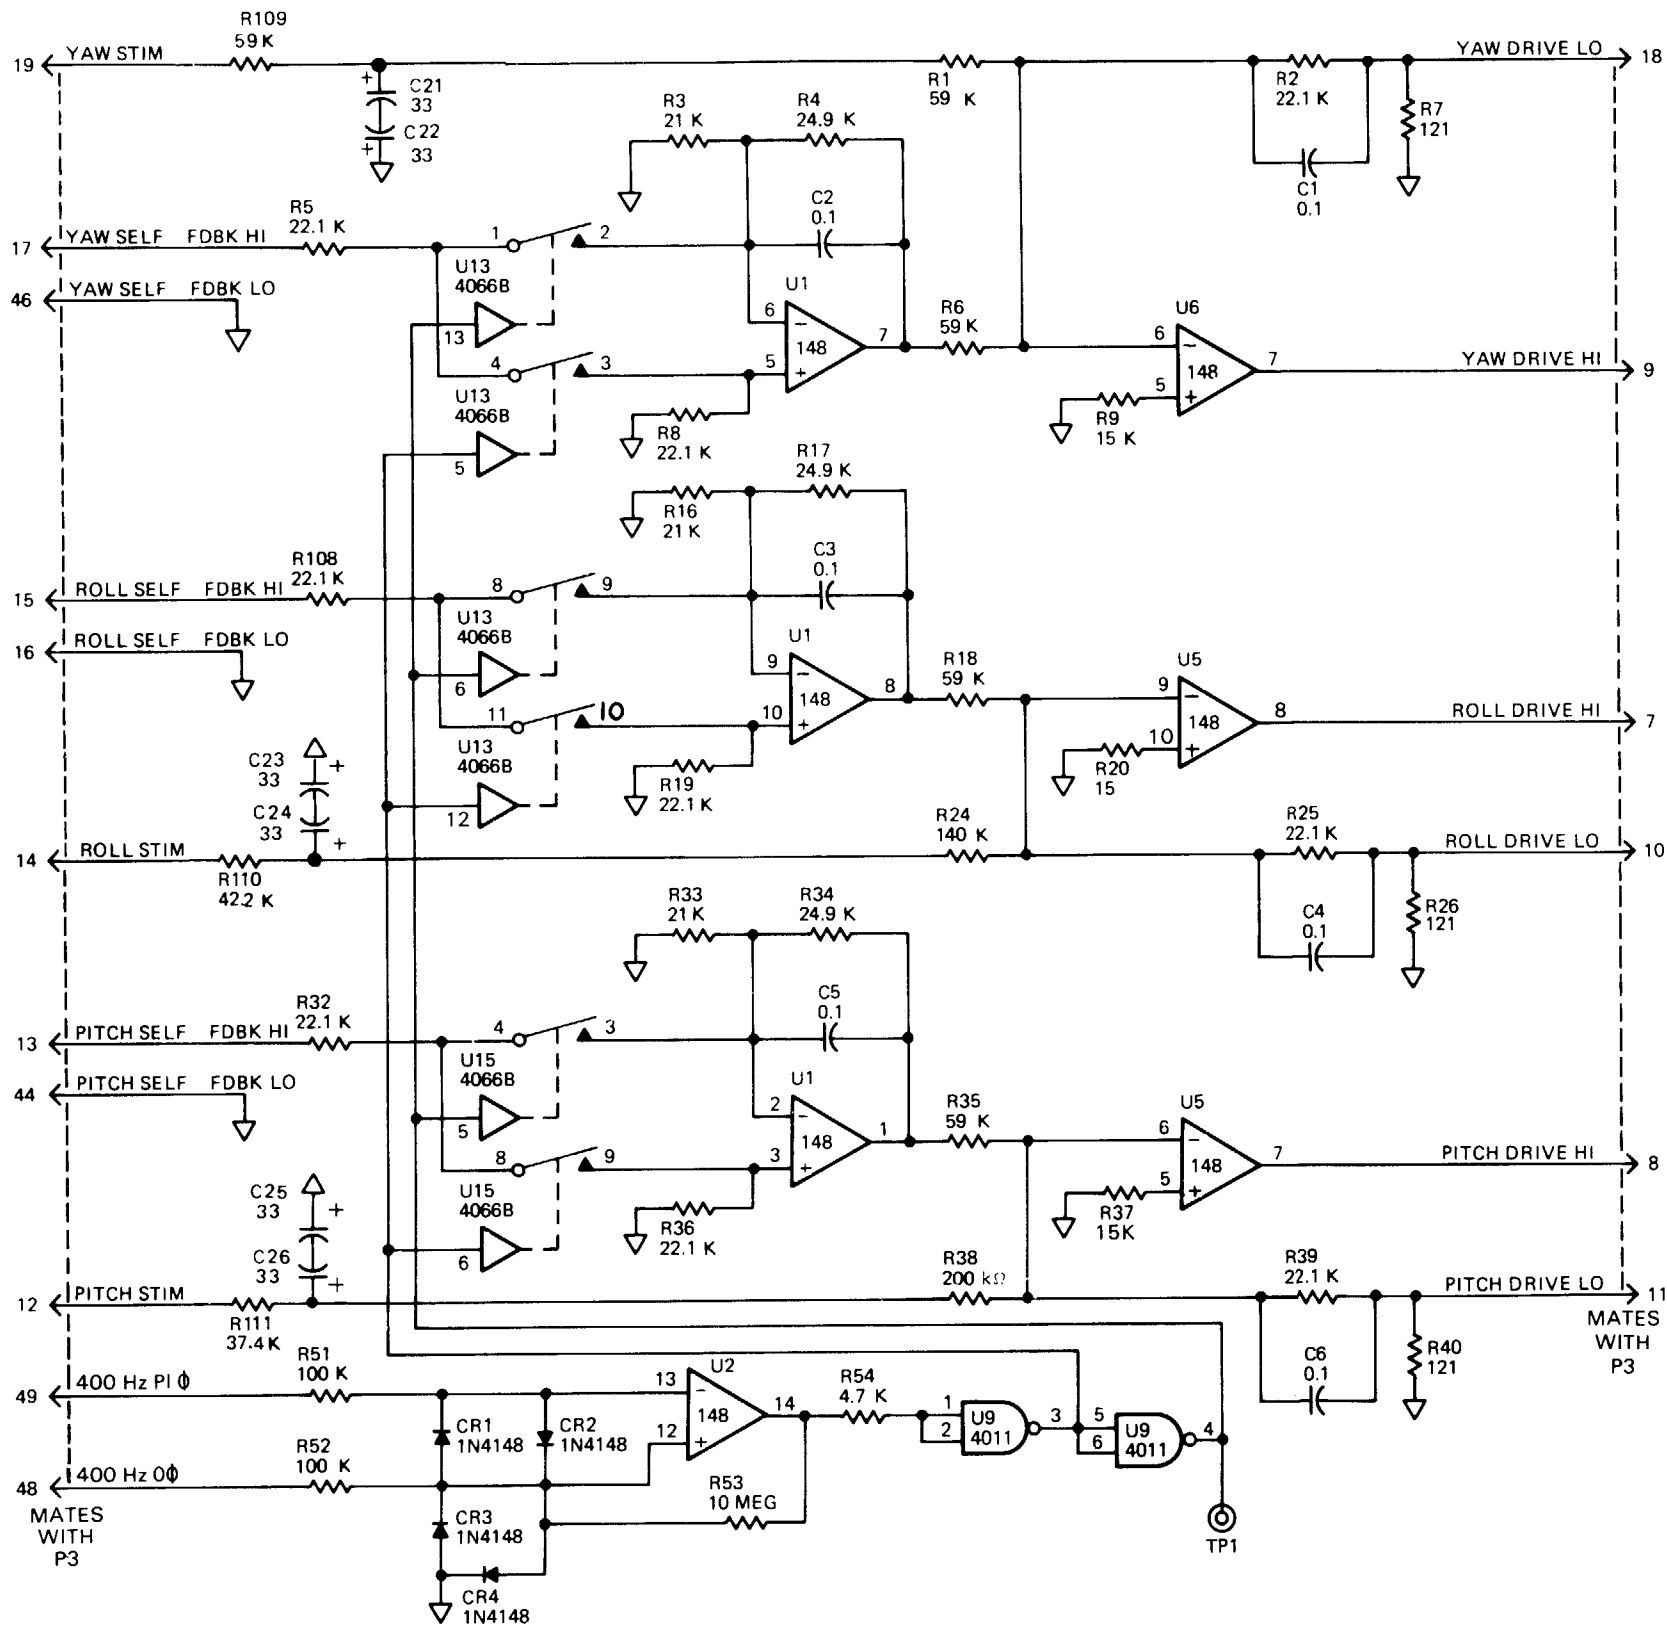 R109
59 K
19 YAW STIM
YAW DRIVE LO 18
C21
33
C22
33
R1
59 K
R2
22.1 K
R7
121
C1
0.1
R3
21 K
R4
24.9 K
C2
0.1
R5
22.1 K
17 YAW SELF FDBK HI
1 2
U13
4066B
13
46 YAW SELF FDBK LO
4 3
U13
4066B
5
U1
6 −
148
5 +
7
R6
59 K
R8
22.1 K
U6
6 −
148
5 +
7
YAW DRIVE HI 9
R9
15 K
R17
24.9 K
R16
21 K
C3
0.1
R108
22.1 K
15 ROLL SELF FDBK HI
8 9
U13
4066B
6
16 ROLL SELF FDBK LO
11 10
U13
4066B
12
U1
9 −
148
10 +
8
R18
59 K
R19
22.1 K
U5
9 −
148
10 +
8
ROLL DRIVE HI 7
R20
15
C23
33
+
C24
33
+
14 ROLL STIM
R110
42.2 K
R24
140 K
R25
22.1 K
ROLL DRIVE LO 10
C4
0.1
R26
121
R33
21 K
R34
24.9 K
C5
0.1
R32
22.1 K
13 PITCH SELF FDBK HI
4 3
U15
4066B
5
44 PITCH SELF FDBK LO
8 9
U15
4066B
6
U1
2 −
148
3 +
1
R35
59 K
R36
22.1 K
U5
6 −
148
5 +
7
PITCH DRIVE HI 8
R37
15K
C25
33
+
C26
33
+
12 PITCH STIM
R111
37.4 K
R38
200 kΩ
R39
22.1 K
PITCH DRIVE LO 11
MATES
WITH
P3
C6
0.1
R40
121
R51
100 K
49 400 Hz PI ϕ
R52
100 K
48 400 Hz 0ϕ
MATES
WITH
P3
CR1
1N4148
CR2
1N4148
CR3
1N4148
CR4
1N4148
U2
13 −
148
12 +
14
R53
10 MEG
R54
4.7 K
1
2
U9
4011
3
5
6
U9
4011
4
TP1